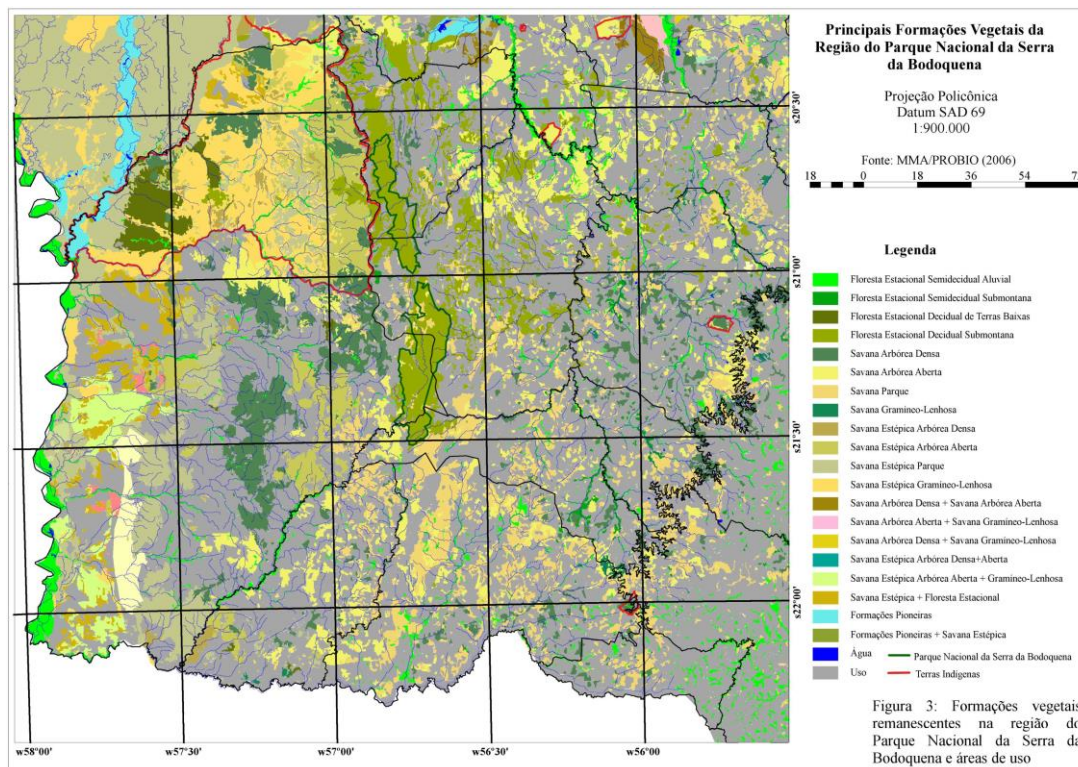 Principais Formações Vegetais da
Região do Parque Nacional da Serra
da Bodoquena
Projeção Policônica
Datum SAD 69
1:900.000
Fonte: MMA/PROBIO (2006)
18 0 18 36 54 7
Legenda
Floresta Estacional Semidecidual Aluvial
Floresta Estacional Semidecidual Submontana
Floresta Estacional Decidual de Terras Baixas
Floresta Estacional Decidual Submontana
Savana Arbórea Densa
Savana Arbórea Aberta
Savana Parque
Savana Gramineo-Lenhosa
Savana Estépica Arbórea Densa
Savana Estépica Arbórea Aberta
Savana Estépica Parque
Savana Estépica Gramineo-Lenhosa
Savana Arbórea Densa + Savana Arbórea Aberta
Savana Arbórea Aberta + Savana Gramineo-Lenhosa
Savana Arbórea Densa + Savana Gramineo-Lenhosa
Savana Estépica Arbórea Densa+Aberta
Savana Estépica Arbórea Aberta + Gramineo-Lenhosa
Savana Estépica + Floresta Estacional
Formações Pioneiras
Formações Pioneiras + Savana Estépica
Água
Parque Nacional da Serra da Bodoquena
Uso
Terras Indígenas
Figura 3: Formações vegetais
remanescentes na região do
Parque Nacional da Serra da
Bodoquena e áreas de uso
s20°30'
s21°00'
s21°30'
s22°00'
w58°00' w57°30' w57°00' w56°30' w56°00'